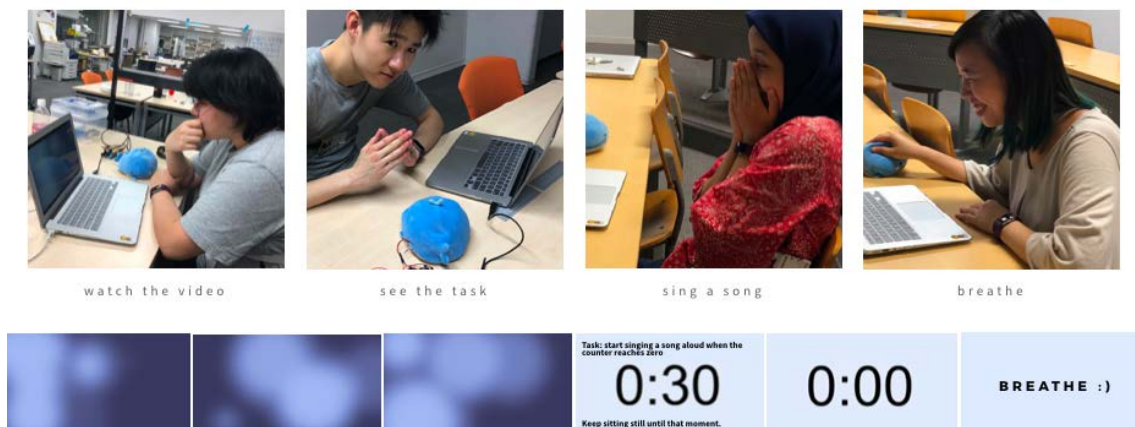 watch the video
see the task
sing a song
breathe
Task: start singing a song aloud when the
counter reaches zero
0:30
Keep sitting still until that moment.
0:00
BREATHE :)